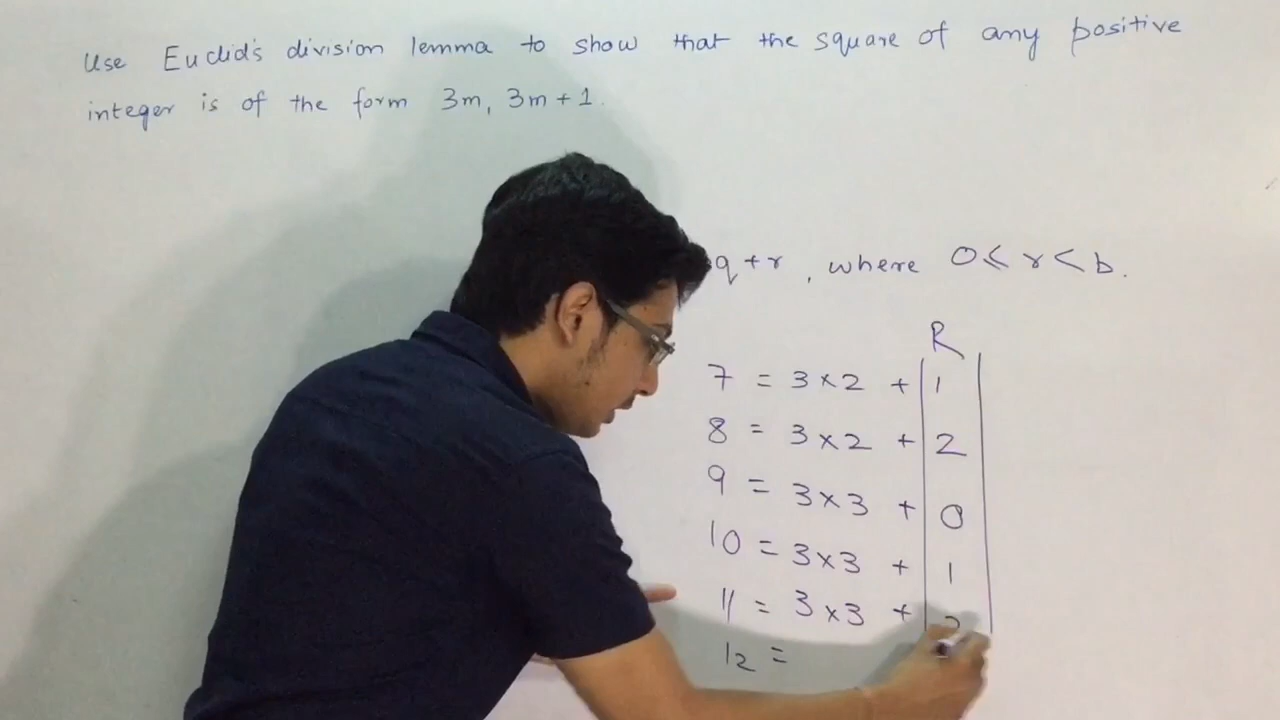 Use Euclid's division lemma to show that the square of any positive
integer is of the form 3m, 3m + 1.
q + r , where 0 ⩽ r < b.
R
7 = 3 × 2 + 1
8 = 3 × 2 + 2
9 = 3 × 3 + 0
10 = 3 × 3 + 1
11 = 3 × 3 +
12 =